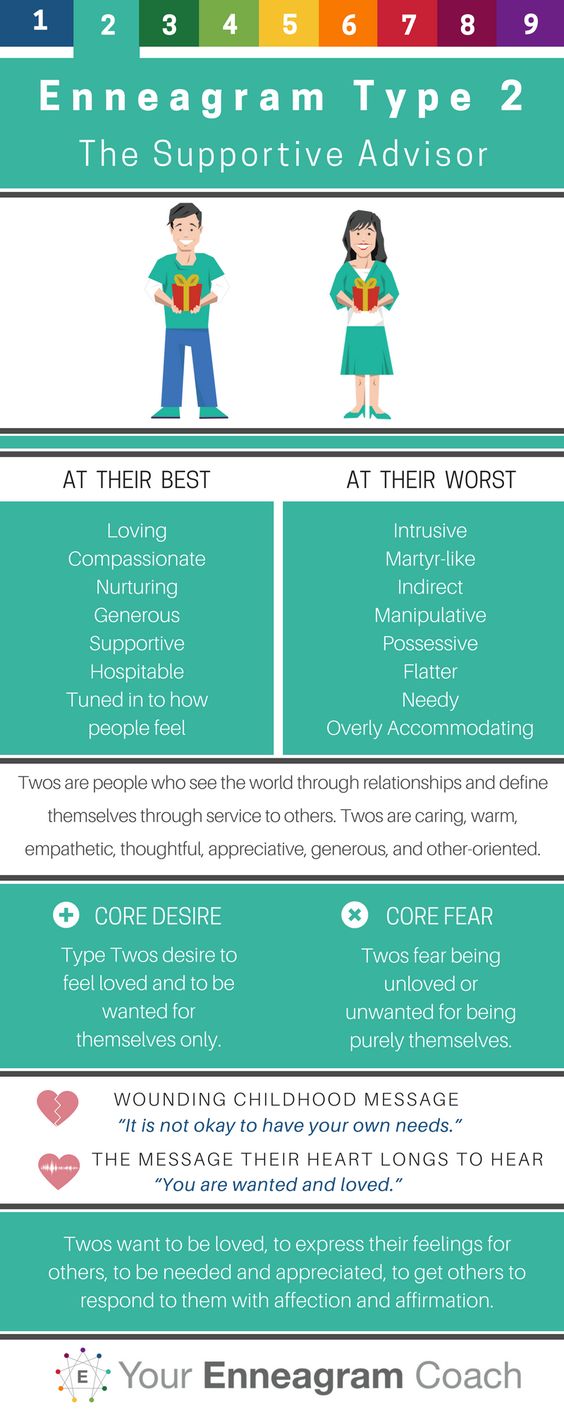 1 2 3 4 5 6 7 8 9
Enneagram Type 2
The Supportive Advisor
AT THEIR BEST
Loving
Compassionate
Nurturing
Generous
Supportive
Hospitable
Tuned in to how
people feel
AT THEIR WORST
Intrusive
Martyr-like
Indirect
Manipulative
Possessive
Flatter
Needy
Overly Accommodating
Twos are people who see the world through relationships and define
themselves through service to others. Twos are caring, warm,
empathetic, thoughtful, appreciative, generous, and other-oriented.
CORE DESIRE
Type Twos desire to
feel loved and to be
wanted for
themselves only.
CORE FEAR
Twos fear being
unloved or
unwanted for being
purely themselves.
WOUNDING CHILDHOOD MESSAGE
“It is not okay to have your own needs.”
THE MESSAGE THEIR HEART LONGS TO HEAR
“You are wanted and loved.”
Twos want to be loved, to express their feelings for
others, to be needed and appreciated, to get others to
respond to them with affection and affirmation.
E Your Enneagram Coach